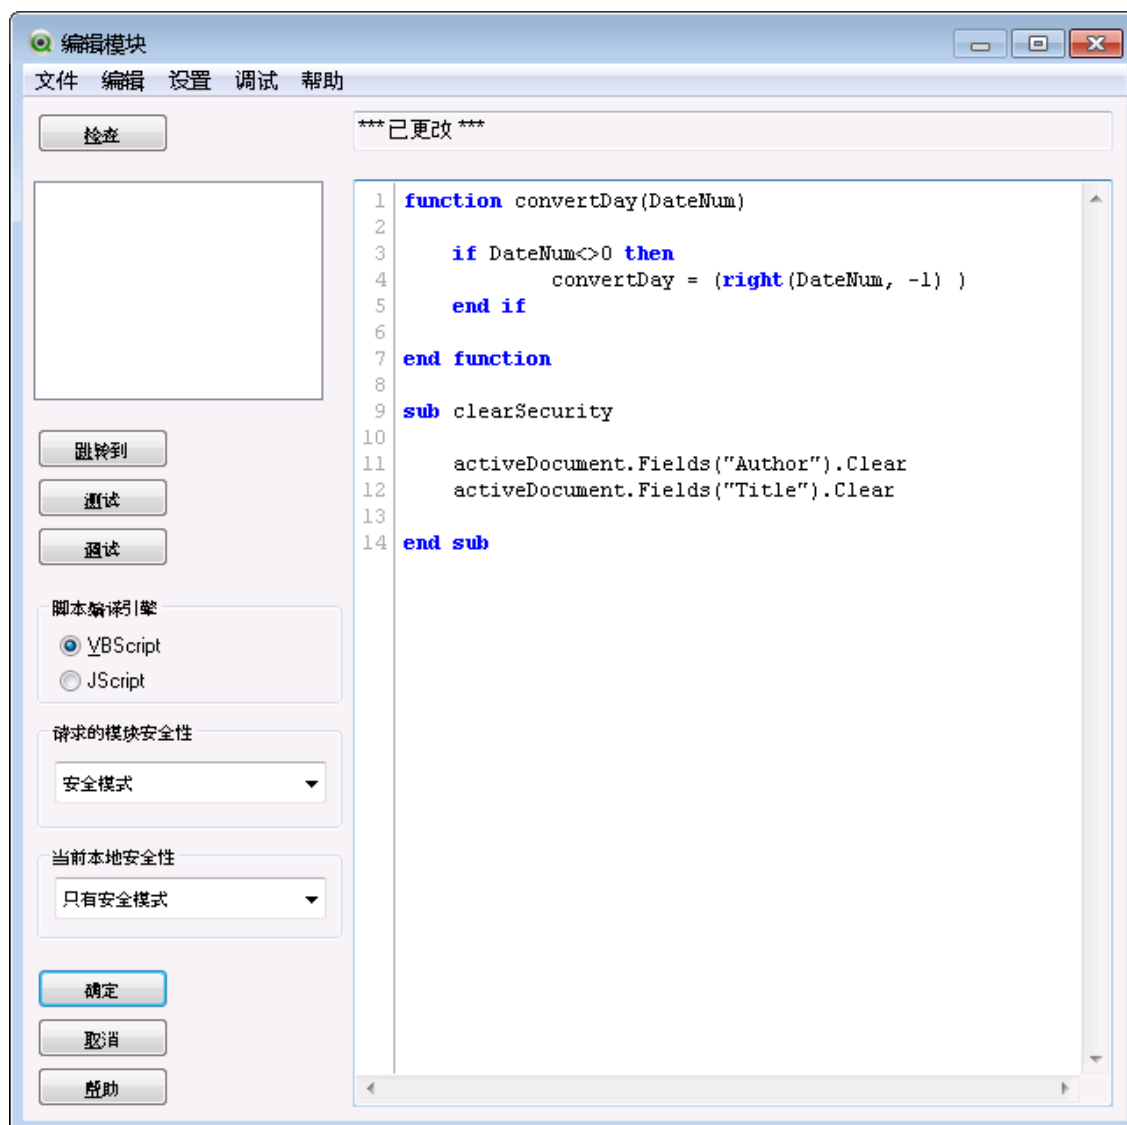 编辑模块
文件 编辑 设置 调试 帮助
检查
*** 已更改 ***
1 function convertDay(DateNum)
2
3 if DateNum<>0 then
4 convertDay = (right(DateNum, -1) )
5 end if
6
7 end function
8
9 sub clearSecurity
10
11 activeDocument.Fields("Author").Clear
12 activeDocument.Fields("Title").Clear
13
14 end sub
跳转到
测试
调试
脚本编译引擎
VBScript
JScript
请求的模块安全性
安全模式
当前本地安全性
只有安全模式
确定
取消
帮助